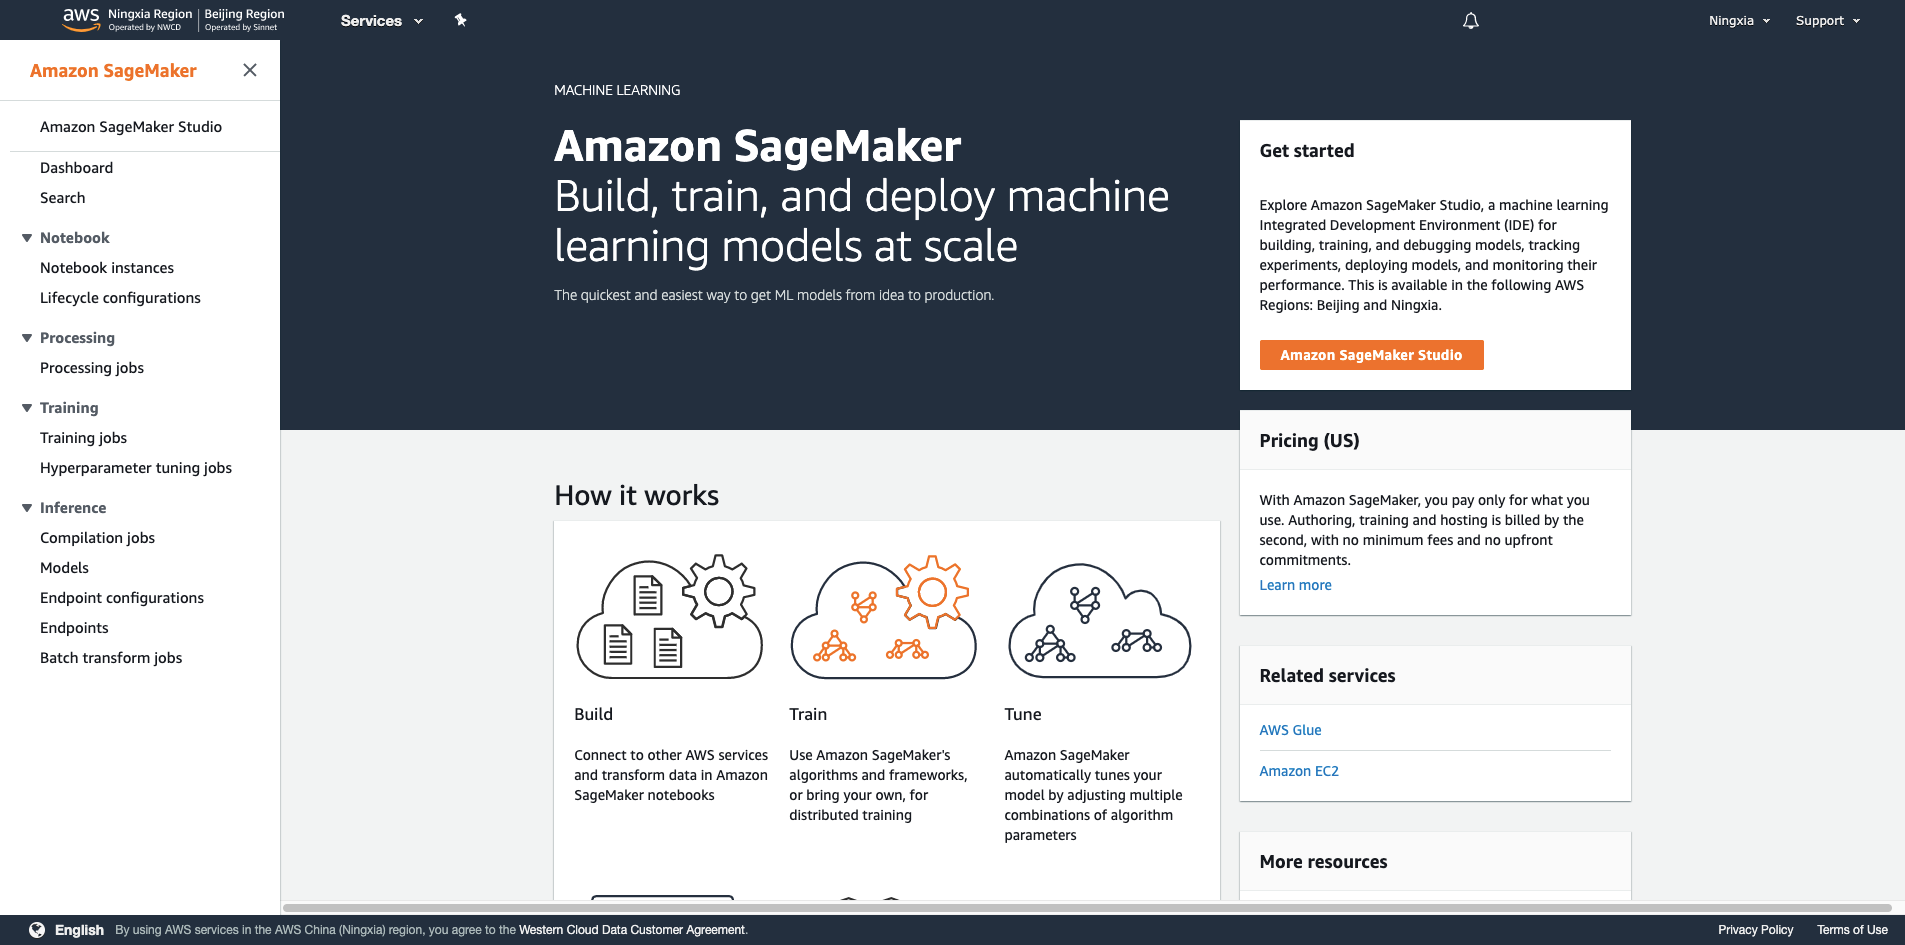 aws Ningxia Region Beijing Region
Operated by NWCD Operated by Sinnet
Services
Ningxia
Support
Amazon SageMaker
Amazon SageMaker Studio
Dashboard
Search
Notebook
Notebook instances
Lifecycle configurations
Processing
Processing jobs
Training
Training jobs
Hyperparameter tuning jobs
Inference
Compilation jobs
Models
Endpoint configurations
Endpoints
Batch transform jobs
MACHINE LEARNING
Amazon SageMaker
Build, train, and deploy machine
learning models at scale
The quickest and easiest way to get ML models from idea to production.
Get started
Explore Amazon SageMaker Studio, a machine learning
Integrated Development Environment (IDE) for
building, training, and debugging models, tracking
experiments, deploying models, and monitoring their
performance. This is available in the following AWS
Regions: Beijing and Ningxia.
Amazon SageMaker Studio
Pricing (US)
With Amazon SageMaker, you pay only for what you
use. Authoring, training and hosting is billed by the
second, with no minimum fees and no upfront
commitments.
Learn more
Related services
AWS Glue
Amazon EC2
More resources
How it works
Build
Connect to other AWS services
and transform data in Amazon
SageMaker notebooks
Train
Use Amazon SageMaker's
algorithms and frameworks,
or bring your own, for
distributed training
Tune
Amazon SageMaker
automatically tunes your
model by adjusting multiple
combinations of algorithm
parameters
English
By using AWS services in the AWS China (Ningxia) region, you agree to the Western Cloud Data Customer Agreement.
Privacy Policy
Terms of Use